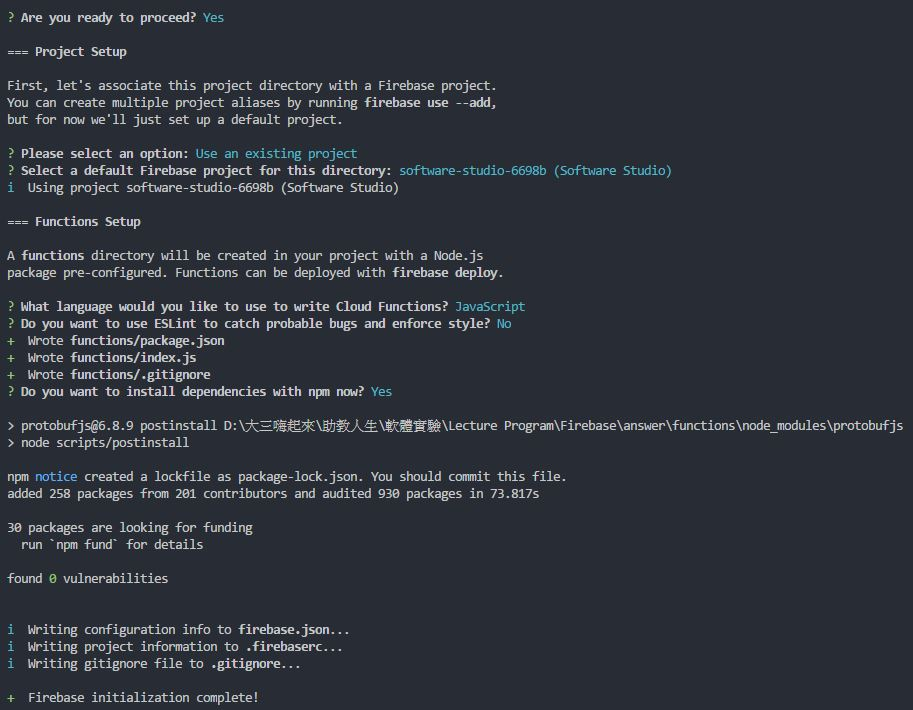 ? Are you ready to proceed? Yes
=== Project Setup
First, let's associate this project directory with a Firebase project.
You can create multiple project aliases by running firebase use --add,
but for now we'll just set up a default project.
? Please select an option: Use an existing project
? Select a default Firebase project for this directory: software-studio-6698b (Software Studio)
i  Using project software-studio-6698b (Software Studio)
=== Functions Setup
A functions directory will be created in your project with a Node.js
package pre-configured. Functions can be deployed with firebase deploy.
? What language would you like to use to write Cloud Functions? JavaScript
? Do you want to use ESLint to catch probable bugs and enforce style? No
+  Wrote functions/package.json
+  Wrote functions/index.js
+  Wrote functions/.gitignore
? Do you want to install dependencies with npm now? Yes
> protobufjs@6.8.9 postinstall D:\大三嗨起來\助教人生\軟體實驗\Lecture Program\Firebase\answer\functions\node_modules\protobufjs
> node scripts/postinstall
npm notice created a lockfile as package-lock.json. You should commit this file.
added 258 packages from 201 contributors and audited 930 packages in 73.817s
30 packages are looking for funding
  run `npm fund` for details
found 0 vulnerabilities
i  Writing configuration info to firebase.json...
i  Writing project information to .firebaserc...
i  Writing gitignore file to .gitignore...
+  Firebase initialization complete!